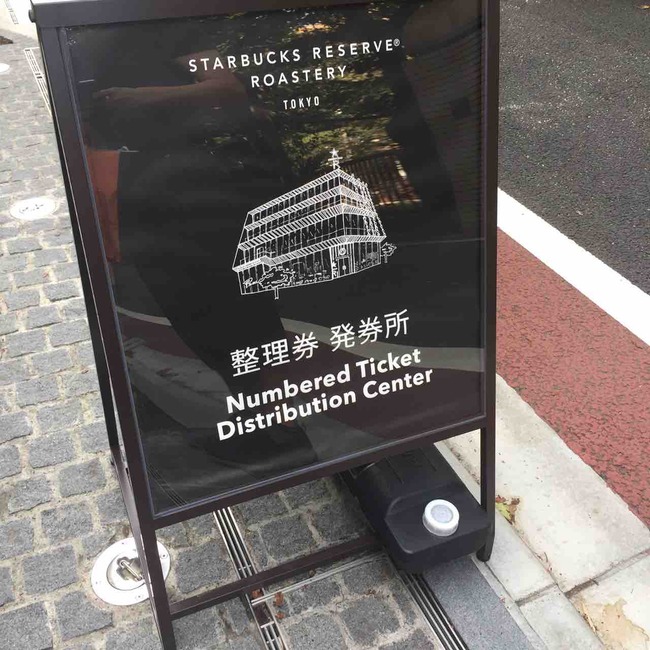 STARBUCKS RESERVE®
ROASTERY
TOKYO
整理券 発券所
Numbered Ticket
Distribution Center